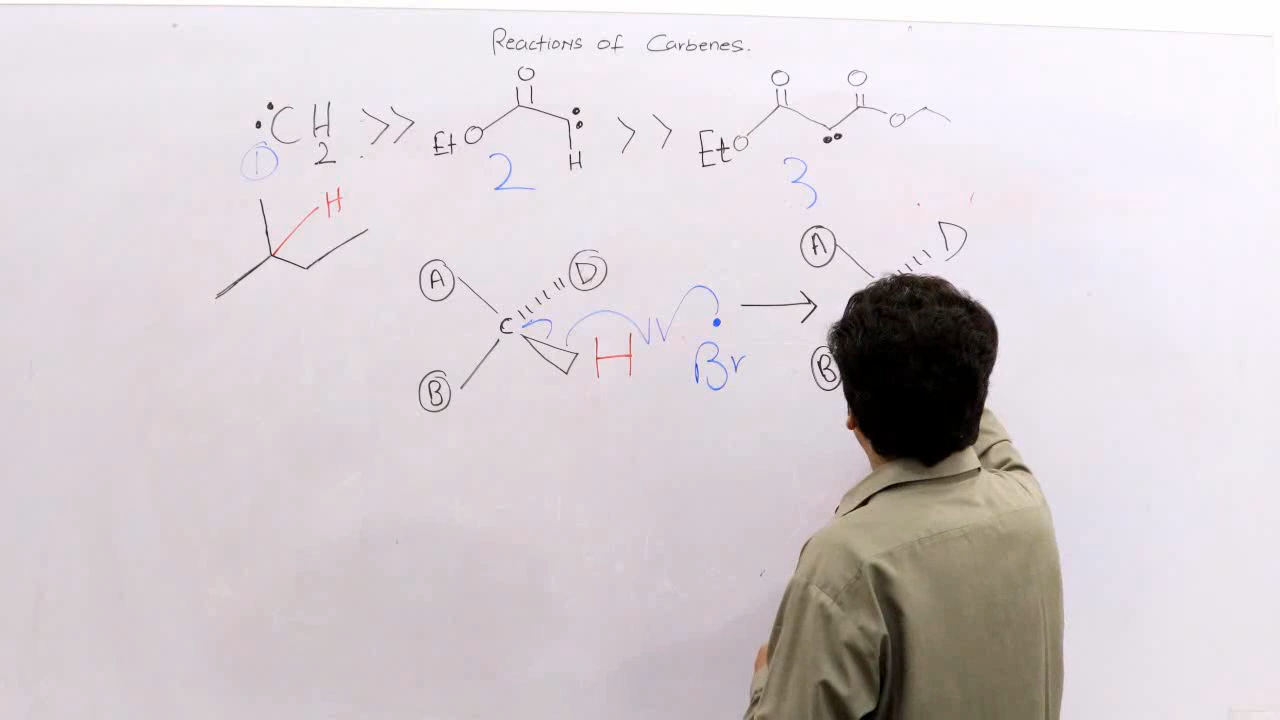 Reactions of Carbenes.
:CH2 >> EtO O : H >> EtO O O O ••
① 2 3
H
A D A D
C H Br • →
B B